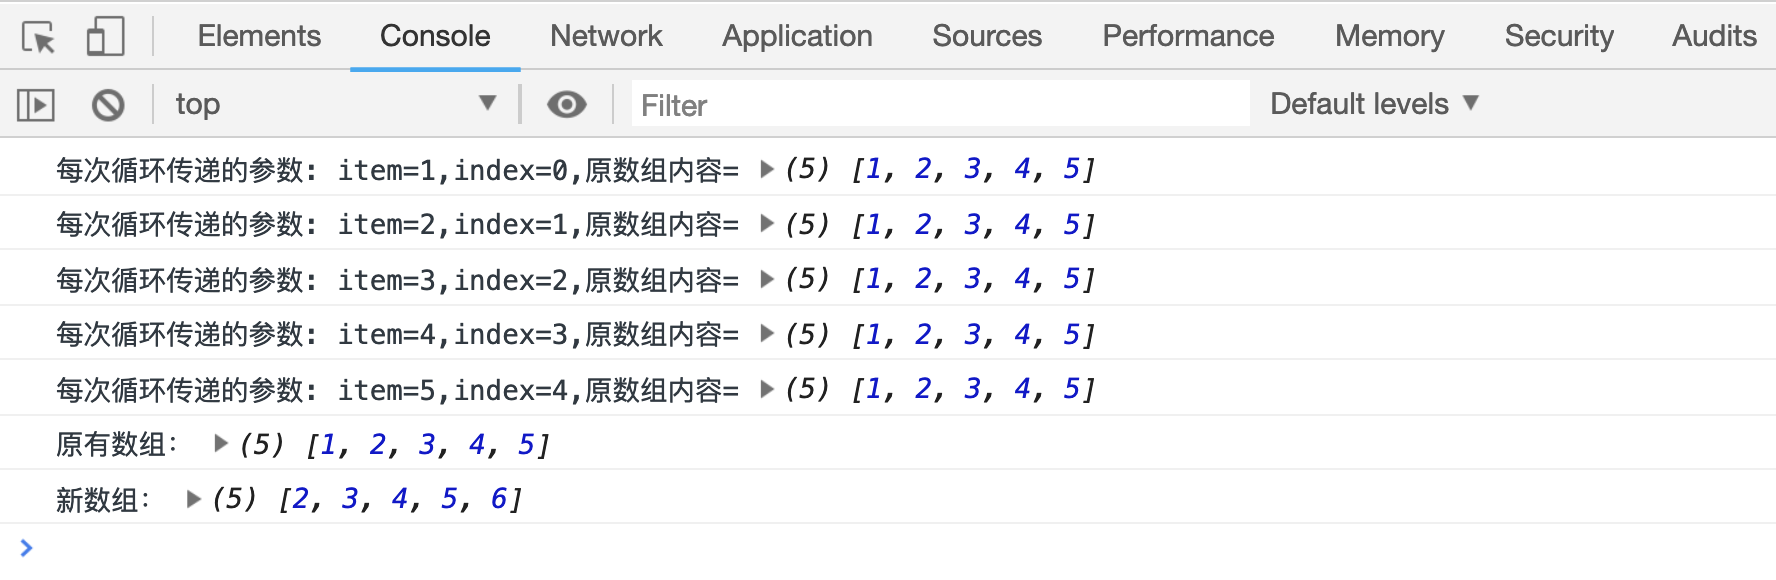 Elements Console Network Application Sources Performance Memory Security Audits
top Filter Default levels
每次循环传递的参数: item=1,index=0,原数组内容= (5) [1, 2, 3, 4, 5]
每次循环传递的参数: item=2,index=1,原数组内容= (5) [1, 2, 3, 4, 5]
每次循环传递的参数: item=3,index=2,原数组内容= (5) [1, 2, 3, 4, 5]
每次循环传递的参数: item=4,index=3,原数组内容= (5) [1, 2, 3, 4, 5]
每次循环传递的参数: item=5,index=4,原数组内容= (5) [1, 2, 3, 4, 5]
原有数组: (5) [1, 2, 3, 4, 5]
新数组: (5) [2, 3, 4, 5, 6]